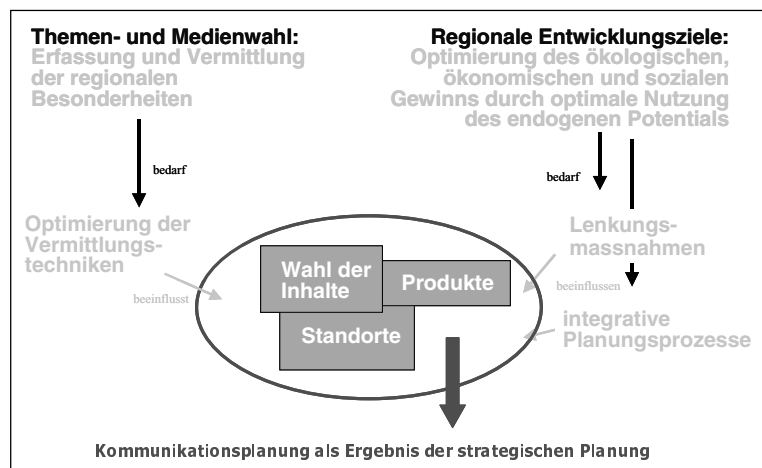 Themen- und Medienwahl:
Erfassung und Vermittlung
der regionalen
Besonderheiten
Regionale Entwicklungsziele:
Optimierung des ökologischen,
ökonomischen und sozialen
Gewinns durch optimale Nutzung
des endogenen Potentials
bedarf
bedarf
Optimierung der
Vermittlungs-
techniken
Lenkungs-
massnahmen
beeinflusst
Wahl der
Inhalte
Produkte
Standorte
beeinflussen
integrative
Planungsprozesse
Kommunikationsplanung als Ergebnis der strategischen Planung